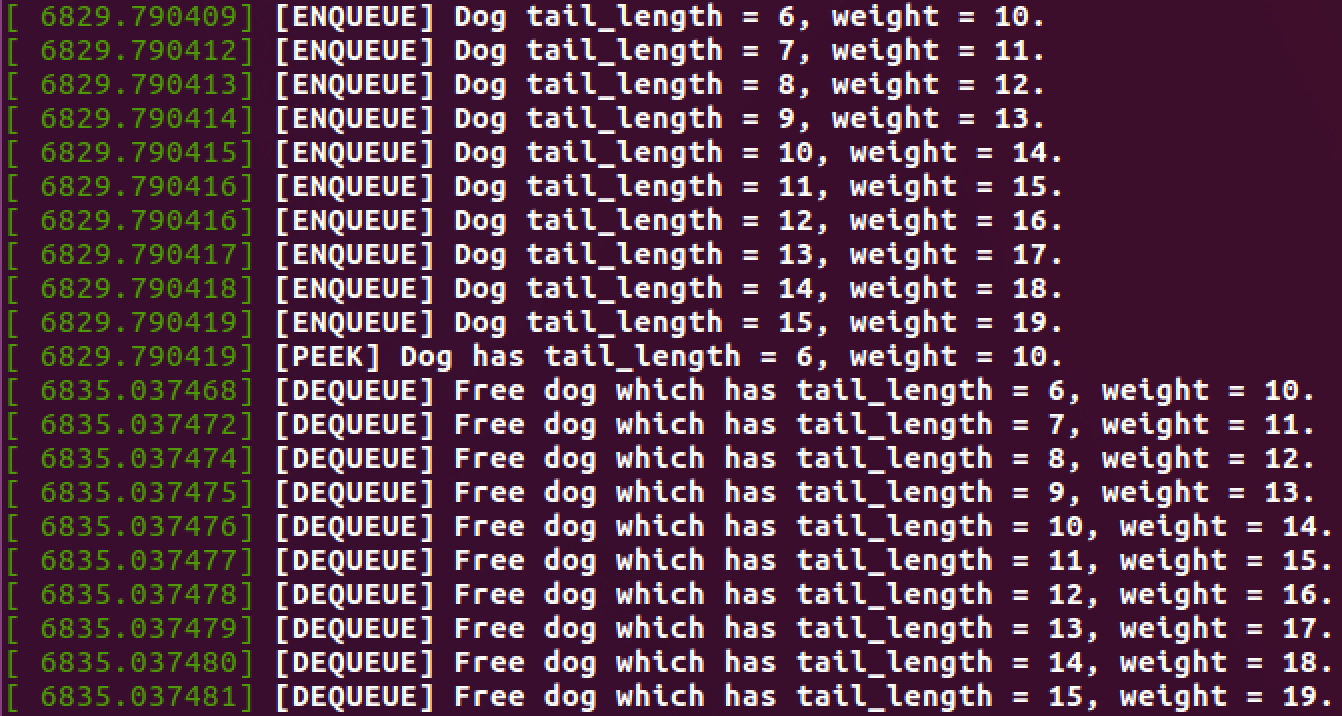 [ 6829.790409] [ENQUEUE] Dog tail_length = 6, weight = 10.
[ 6829.790412] [ENQUEUE] Dog tail_length = 7, weight = 11.
[ 6829.790413] [ENQUEUE] Dog tail_length = 8, weight = 12.
[ 6829.790414] [ENQUEUE] Dog tail_length = 9, weight = 13.
[ 6829.790415] [ENQUEUE] Dog tail_length = 10, weight = 14.
[ 6829.790416] [ENQUEUE] Dog tail_length = 11, weight = 15.
[ 6829.790416] [ENQUEUE] Dog tail_length = 12, weight = 16.
[ 6829.790417] [ENQUEUE] Dog tail_length = 13, weight = 17.
[ 6829.790418] [ENQUEUE] Dog tail_length = 14, weight = 18.
[ 6829.790419] [ENQUEUE] Dog tail_length = 15, weight = 19.
[ 6829.790419] [PEEK] Dog has tail_length = 6, weight = 10.
[ 6835.037468] [DEQUEUE] Free dog which has tail_length = 6, weight = 10.
[ 6835.037472] [DEQUEUE] Free dog which has tail_length = 7, weight = 11.
[ 6835.037474] [DEQUEUE] Free dog which has tail_length = 8, weight = 12.
[ 6835.037475] [DEQUEUE] Free dog which has tail_length = 9, weight = 13.
[ 6835.037476] [DEQUEUE] Free dog which has tail_length = 10, weight = 14.
[ 6835.037477] [DEQUEUE] Free dog which has tail_length = 11, weight = 15.
[ 6835.037478] [DEQUEUE] Free dog which has tail_length = 12, weight = 16.
[ 6835.037479] [DEQUEUE] Free dog which has tail_length = 13, weight = 17.
[ 6835.037480] [DEQUEUE] Free dog which has tail_length = 14, weight = 18.
[ 6835.037481] [DEQUEUE] Free dog which has tail_length = 15, weight = 19.